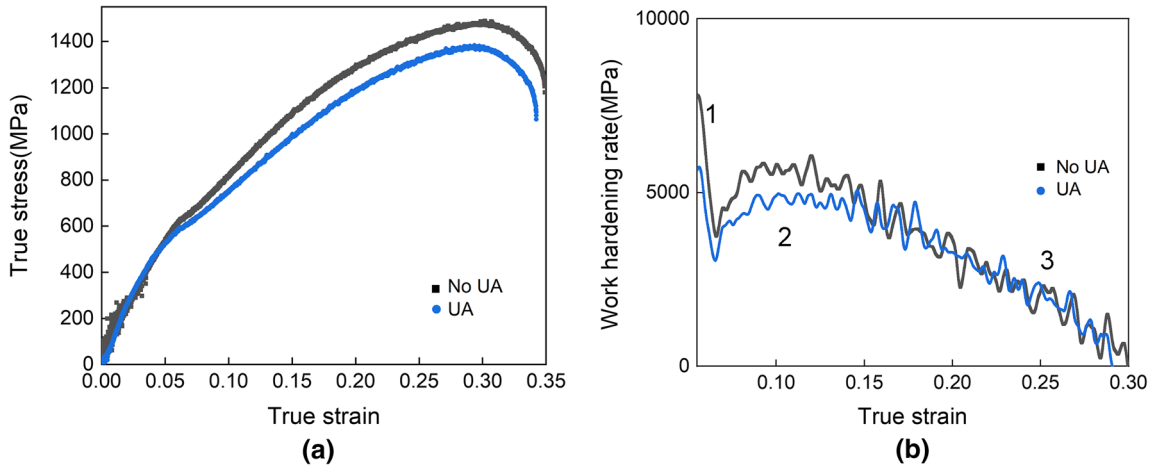 True stress(MPa)
1400
1200
1000
800
600
400
200
0
0.00 0.05 0.10 0.15 0.20 0.25 0.30 0.35
True strain
No UA
UA
(a)
Work hardening rate(MPa)
10000
5000
0
0.10 0.15 0.20 0.25 0.30
True strain
1
2
3
No UA
UA
(b)